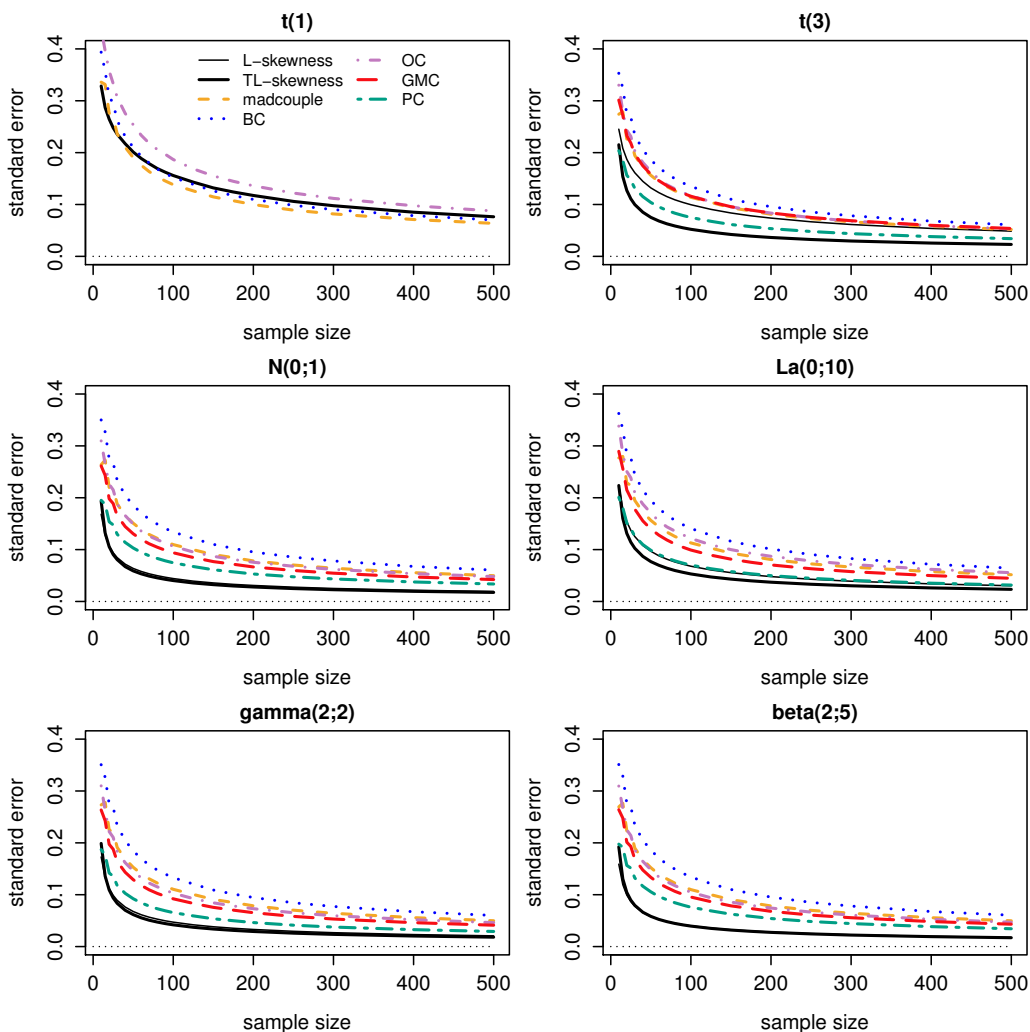 t(1)
standard error
0.0 0.1 0.2 0.3 0.4
L−skewness
TL−skewness
madcouple
BC
OC
GMC
PC
0 100 200 300 400 500
sample size
t(3)
standard error
0.0 0.1 0.2 0.3 0.4
0 100 200 300 400 500
sample size
N(0;1)
standard error
0.0 0.1 0.2 0.3 0.4
0 100 200 300 400 500
sample size
La(0;10)
standard error
0.0 0.1 0.2 0.3 0.4
0 100 200 300 400 500
sample size
gamma(2;2)
standard error
0.0 0.1 0.2 0.3 0.4
0 100 200 300 400 500
sample size
beta(2;5)
standard error
0.0 0.1 0.2 0.3 0.4
0 100 200 300 400 500
sample size